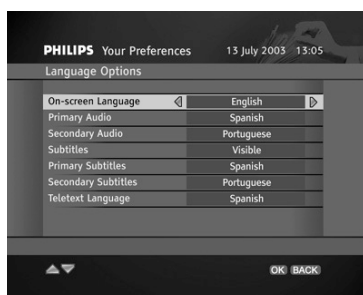 PHILIPS Your Preferences 13 July 2003 13:05
Language Options
On-screen Language English
Primary Audio Spanish
Secondary Audio Portuguese
Subtitles Visible
Primary Subtitles Spanish
Secondary Subtitles Portuguese
Teletext Language Spanish
OK BACK